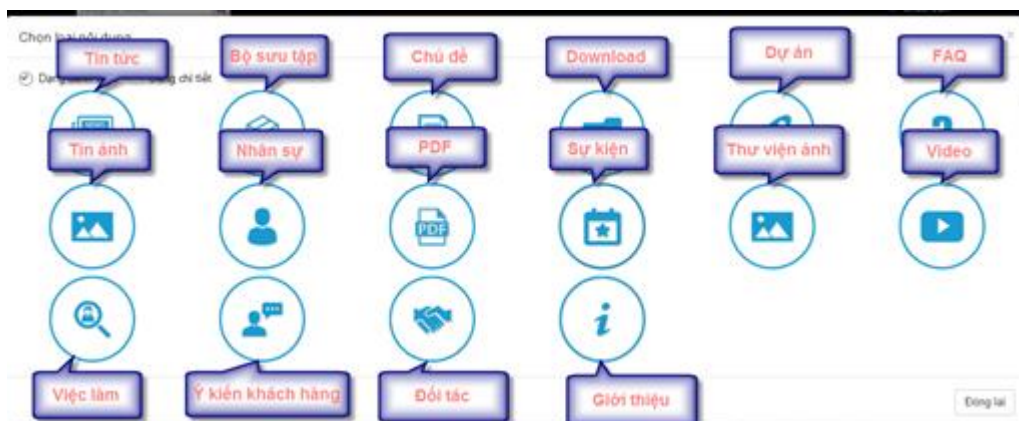 Chọn loại nội dung
Tin tức
Bộ sưu tập
Chủ đề
Download
Dự án
FAQ
chi tiết
Tin ảnh
Nhân sự
PDF
Sự kiện
Thư viện ảnh
Video
PDF
Việc làm
Ý kiến khách hàng
Đối tác
Giới thiệu
Đóng lại